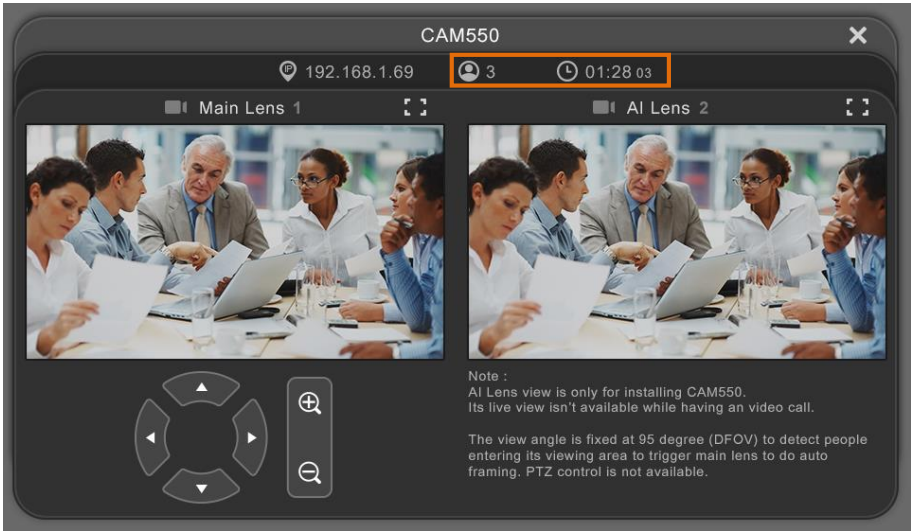 CAM550
IP 192.168.1.69 3 01:28 03
Main Lens 1 AI Lens 2
Note :
AI Lens view is only for installing CAM550.
Its live view isn't available while having an video call.
The view angle is fixed at 95 degree (DFOV) to detect people
entering its viewing area to trigger main lens to do auto
framing. PTZ control is not available.